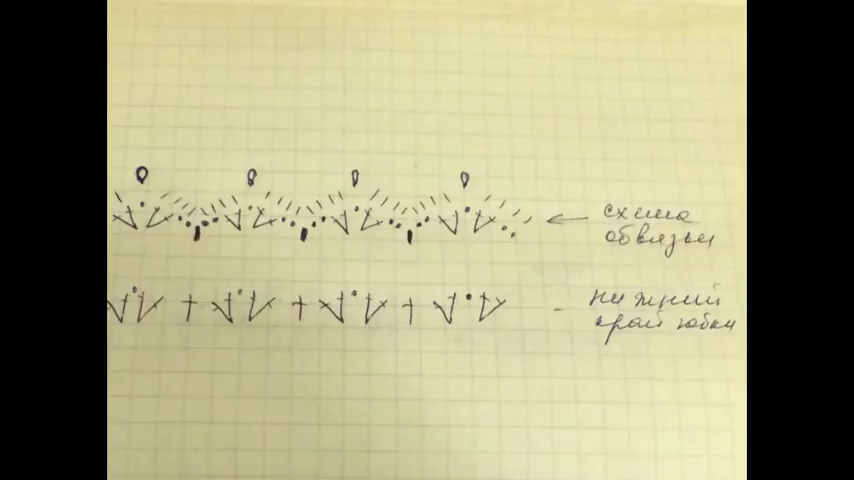 схема
обвязки
нижний
край юбки